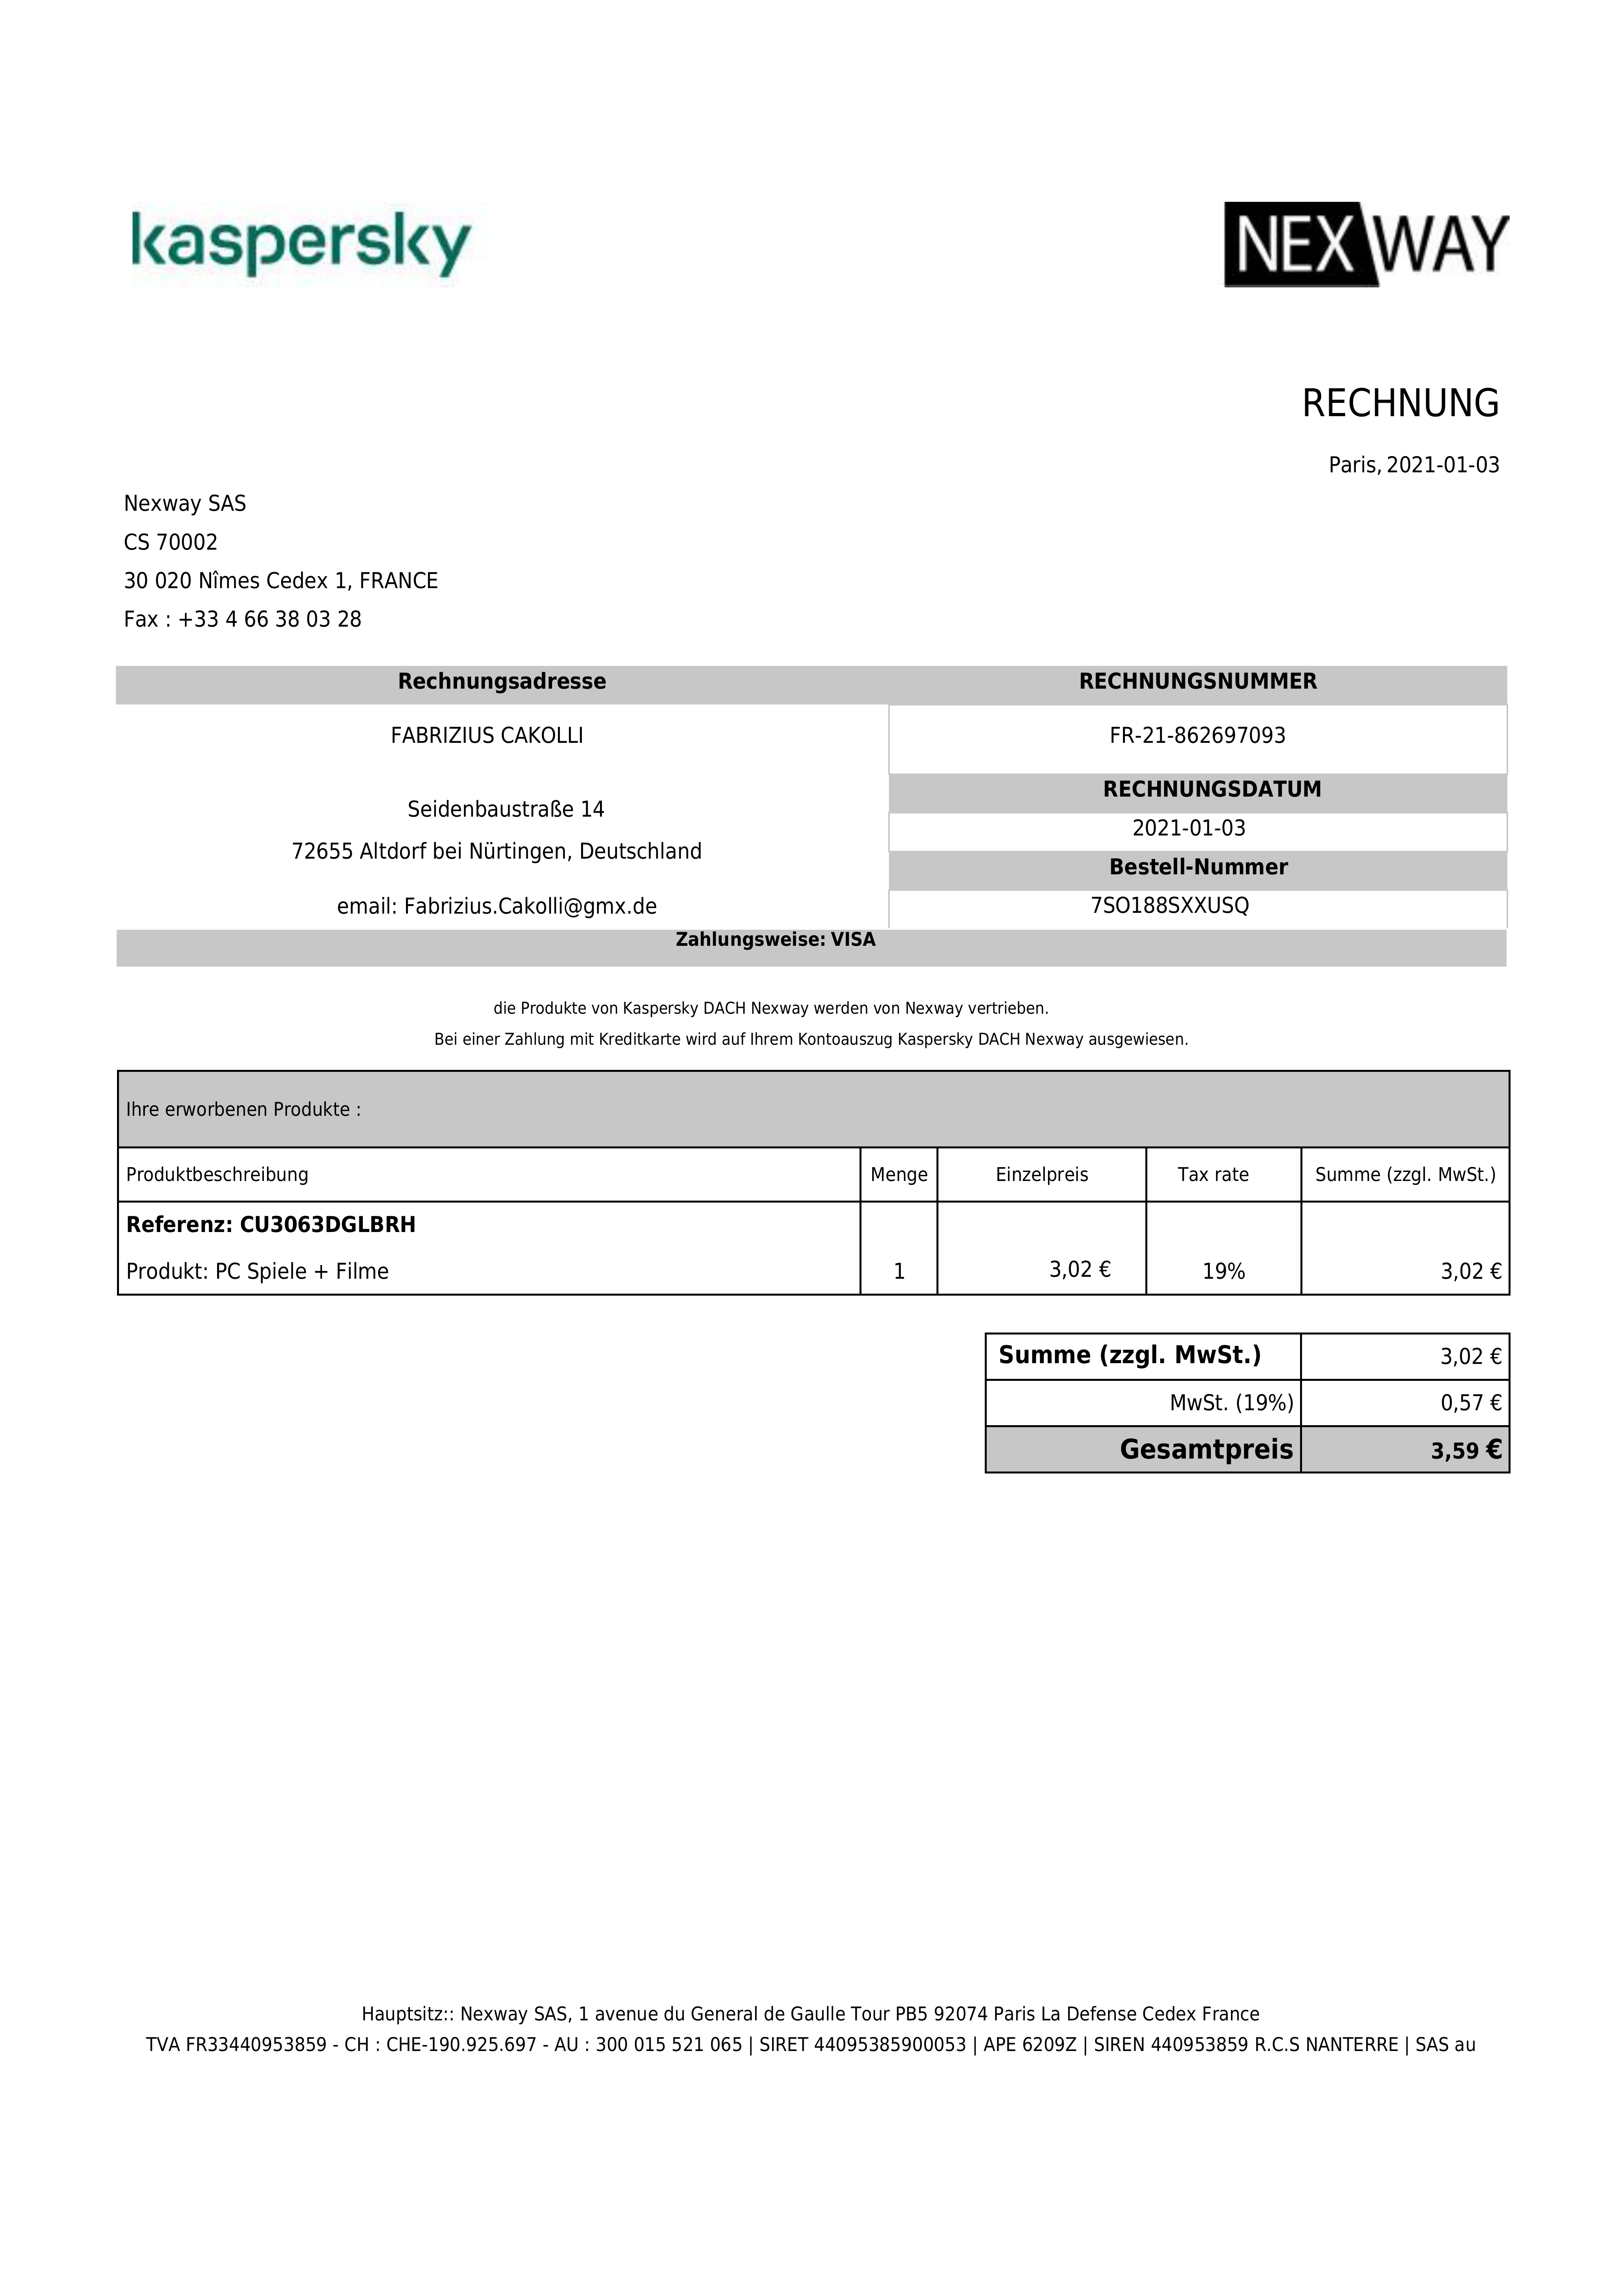 kaspersky
NEXWAY
RECHNUNG
Paris, 2021-01-03
Nexway SAS
CS 70002
30 020 Nîmes Cedex 1, FRANCE
Fax : +33 4 66 38 03 28
Rechnungsadresse
RECHNUNGSNUMMER
FABRIZIUS CAKOLLI
FR-21-862697093
RECHNUNGSDATUM
Seidenbaustraße 14
2021-01-03
72655 Altdorf bei Nürtingen, Deutschland
Bestell-Nummer
email: Fabrizius.Cakolli@gmx.de
7SO188SXXUSQ
Zahlungsweise: VISA
die Produkte von Kaspersky DACH Nexway werden von Nexway vertrieben.
Bei einer Zahlung mit Kreditkarte wird auf Ihrem Kontoauszug Kaspersky DACH Nexway ausgewiesen.
Ihre erworbenen Produkte :
Produktbeschreibung Menge Einzelpreis Tax rate Summe (zzgl. MwSt.)
Referenz: CU3063DGLBRH
Produkt: PC Spiele + Filme 1 3,02 € 19% 3,02 €
Summe (zzgl. MwSt.) 3,02 €
MwSt. (19%) 0,57 €
Gesamtpreis 3,59 €
Hauptsitz:: Nexway SAS, 1 avenue du General de Gaulle Tour PB5 92074 Paris La Defense Cedex France
TVA FR33440953859 - CH : CHE-190.925.697 - AU : 300 015 521 065 | SIRET 44095385900053 | APE 6209Z | SIREN 440953859 R.C.S NANTERRE | SAS au